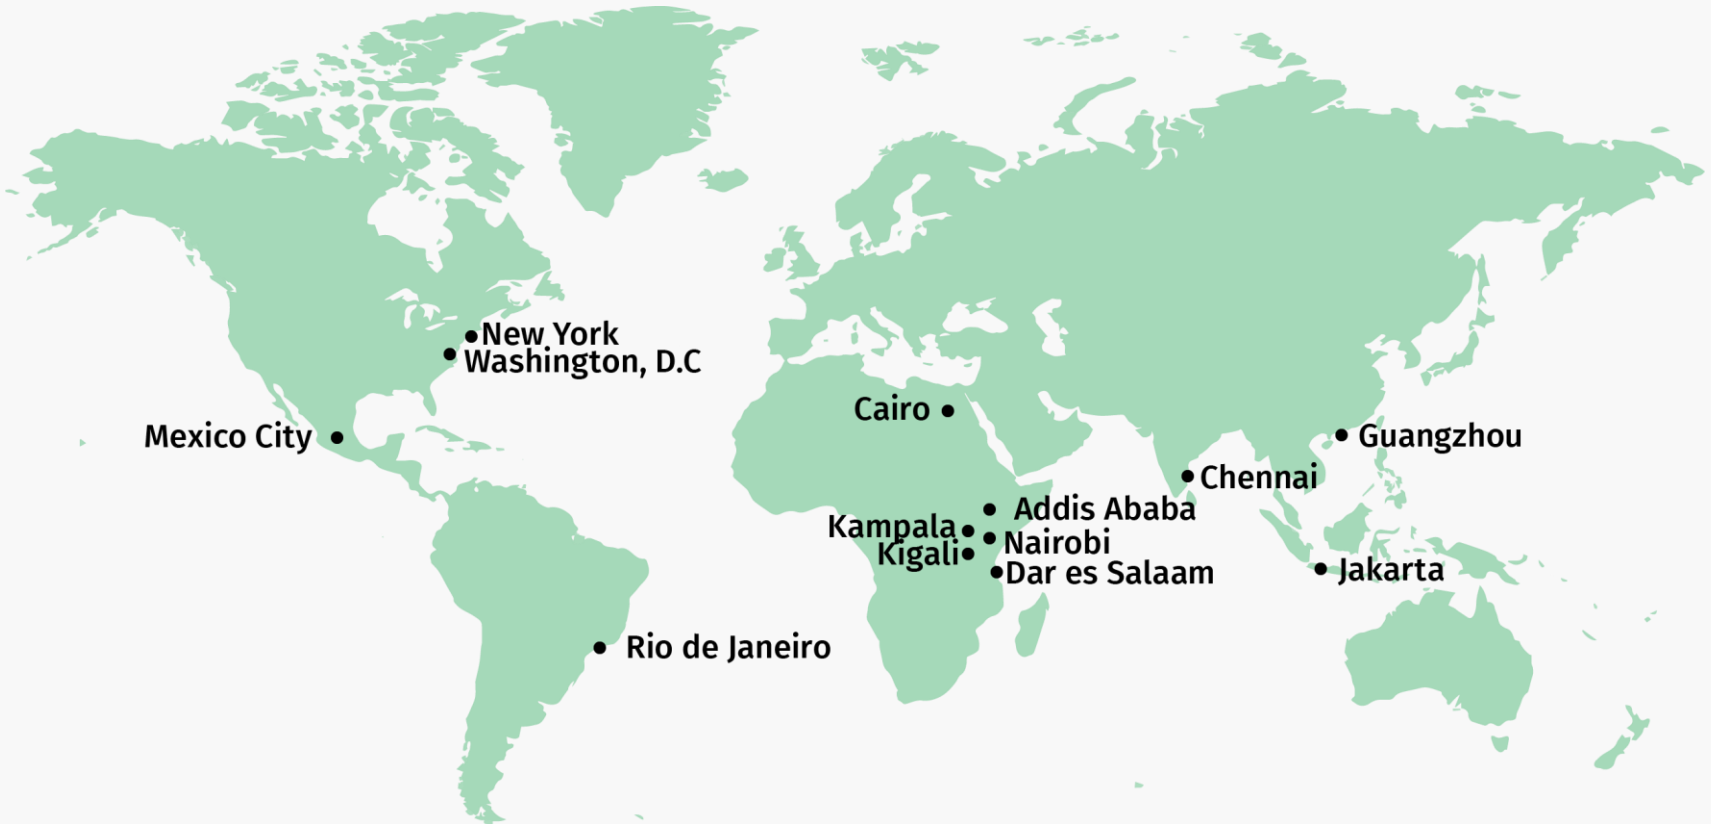 New York
Washington, D.C
Cairo
Mexico City
Guangzhou
Chennai
Addis Ababa
Kampala
Nairobi
Kigali
Dar es Salaam
Jakarta
Rio de Janeiro